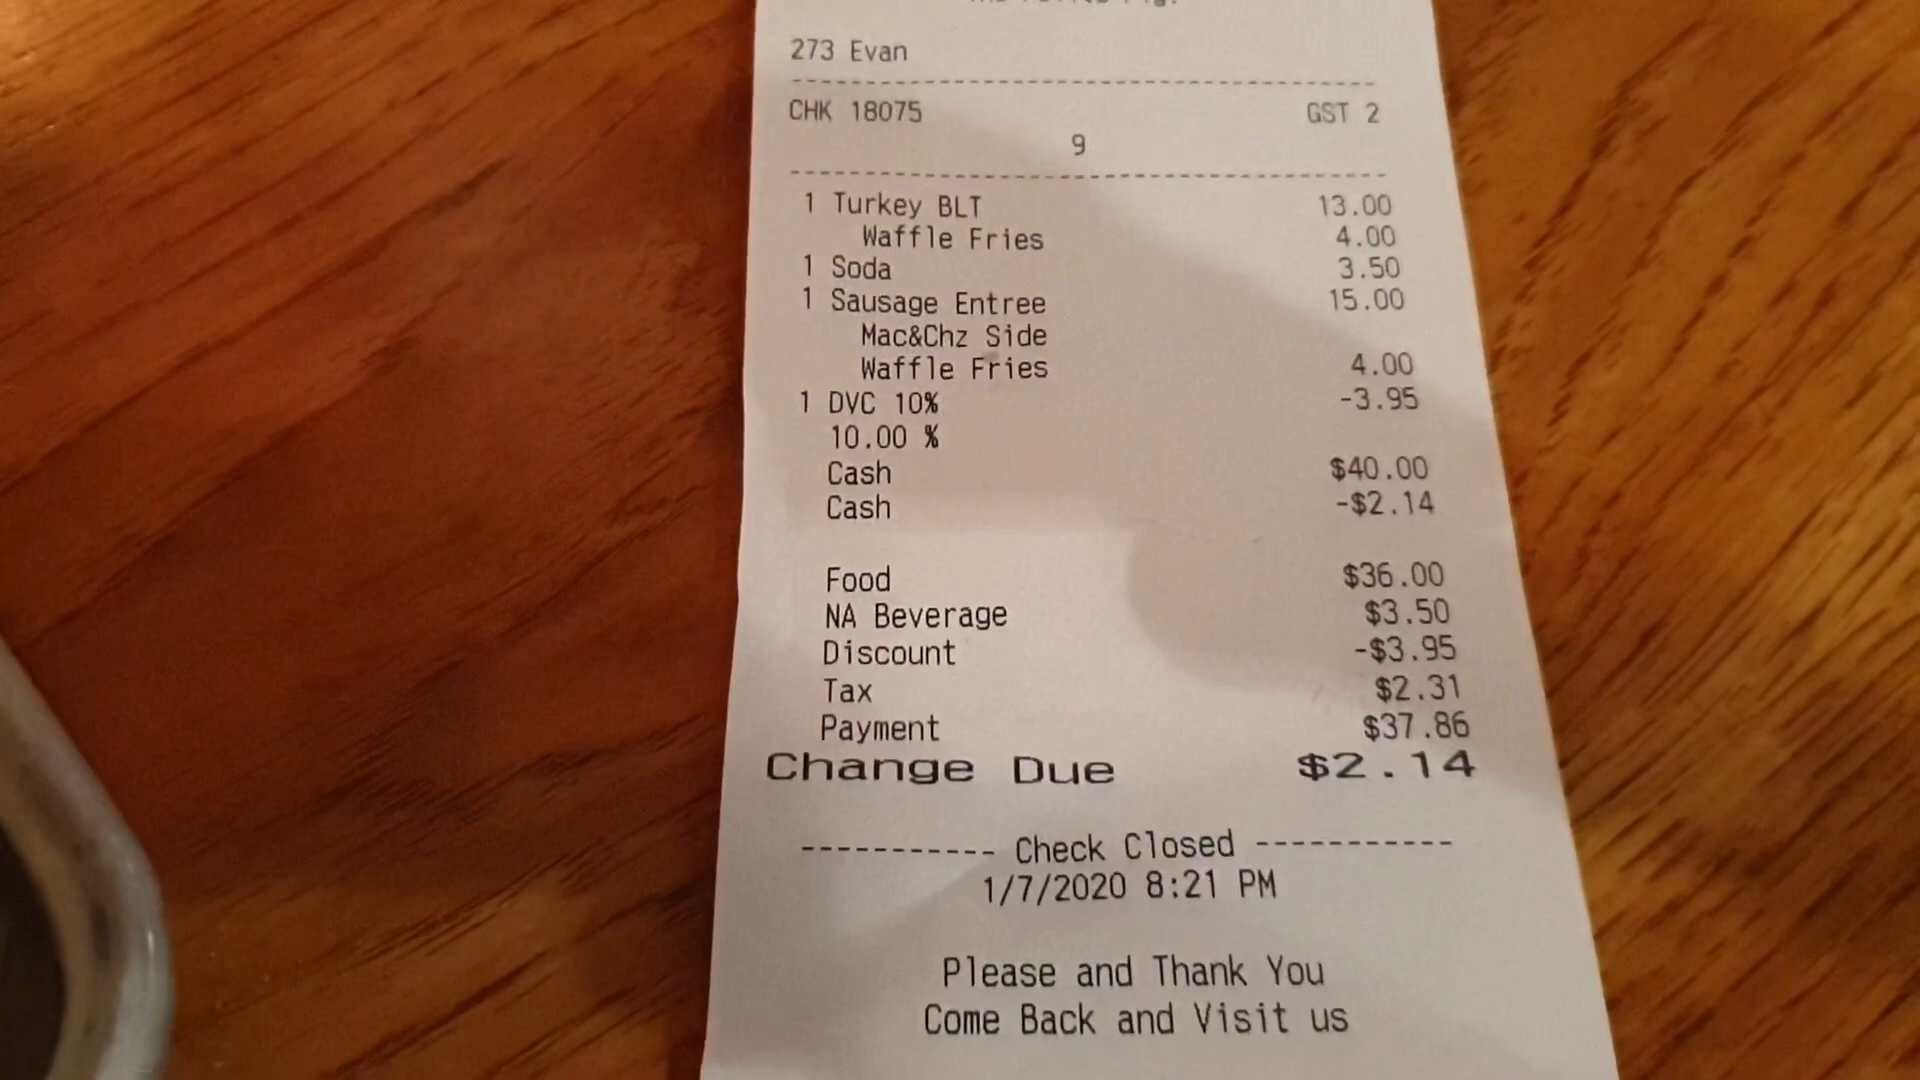 273 Evan
CHK 18075 GST 2
9
1 Turkey BLT 13.00
Waffle Fries 4.00
1 Soda 3.50
1 Sausage Entree 15.00
Mac&Chz Side
Waffle Fries 4.00
1 DVC 10% -3.95
10.00 %
Cash $40.00
Cash -$2.14
Food $36.00
NA Beverage $3.50
Discount -$3.95
Tax $2.31
Payment $37.86
Change Due $2.14
----------- Check Closed -----------
1/7/2020 8:21 PM
Please and Thank You
Come Back and Visit us